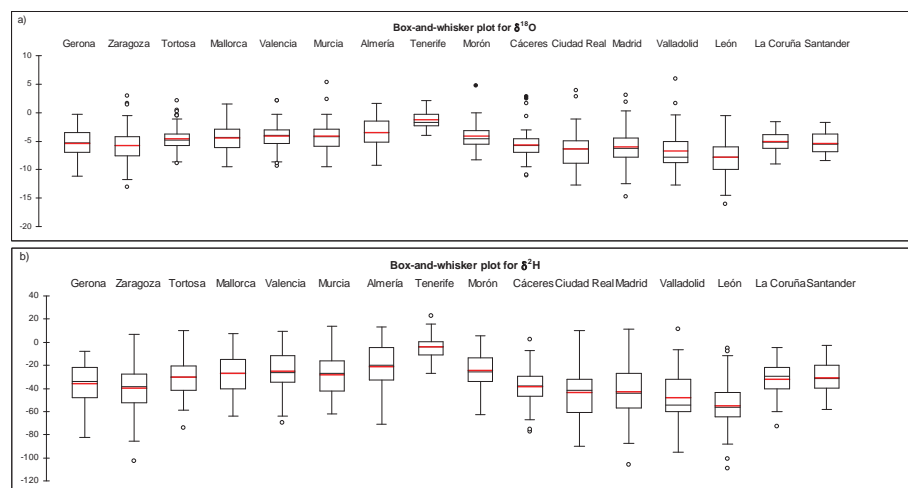 a)
Box-and-whisker plot for δ¹⁸O
Gerona Zaragoza Tortosa Mallorca Valencia Murcia Almería Tenerife Morón Cáceres Ciudad Real Madrid Valladolid León La Coruña Santander
10
5
0
-5
-10
-15
-20
b)
Box-and-whisker plot for δ²H
Gerona Zaragoza Tortosa Mallorca Valencia Murcia Almería Tenerife Morón Cáceres Ciudad Real Madrid Valladolid León La Coruña Santander
40
20
0
-20
-40
-60
-80
-100
-120